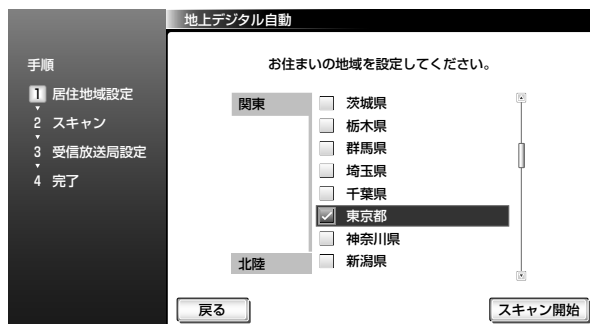 地上デジタル自動
手順
1 居住地域設定
2 スキャン
3 受信放送局設定
4 完了
お住まいの地域を設定してください。
関東
茨城県
栃木県
群馬県
埼玉県
千葉県
東京都
神奈川県
北陸
新潟県
戻る
スキャン開始